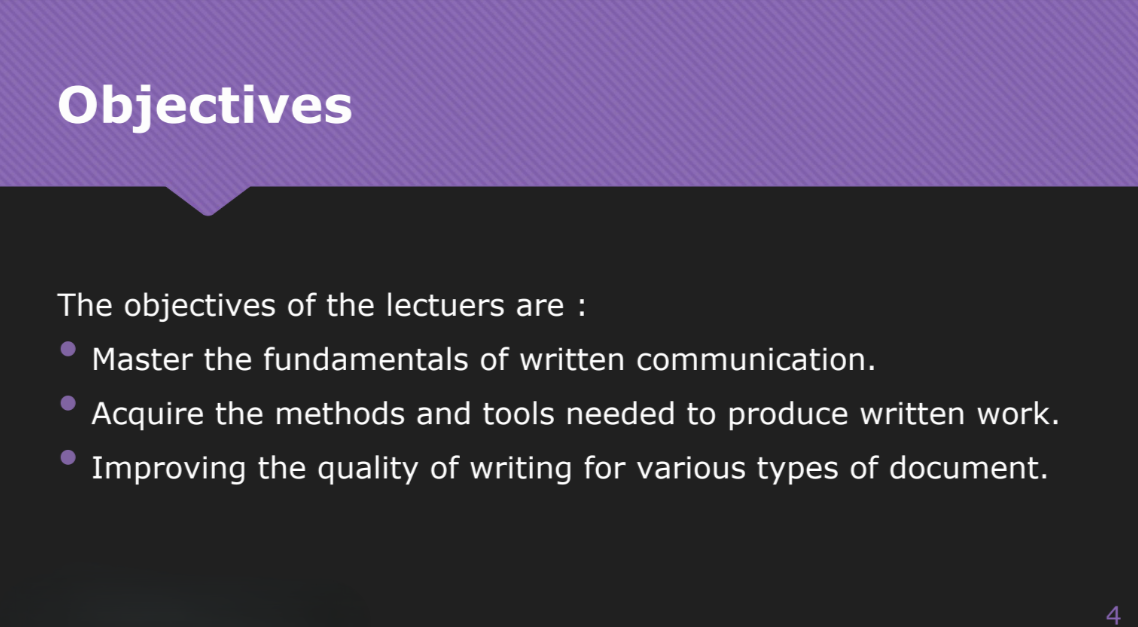 Objectives
The objectives of the lectuers are :
• Master the fundamentals of written communication.
• Acquire the methods and tools needed to produce written work.
• Improving the quality of writing for various types of document.
4